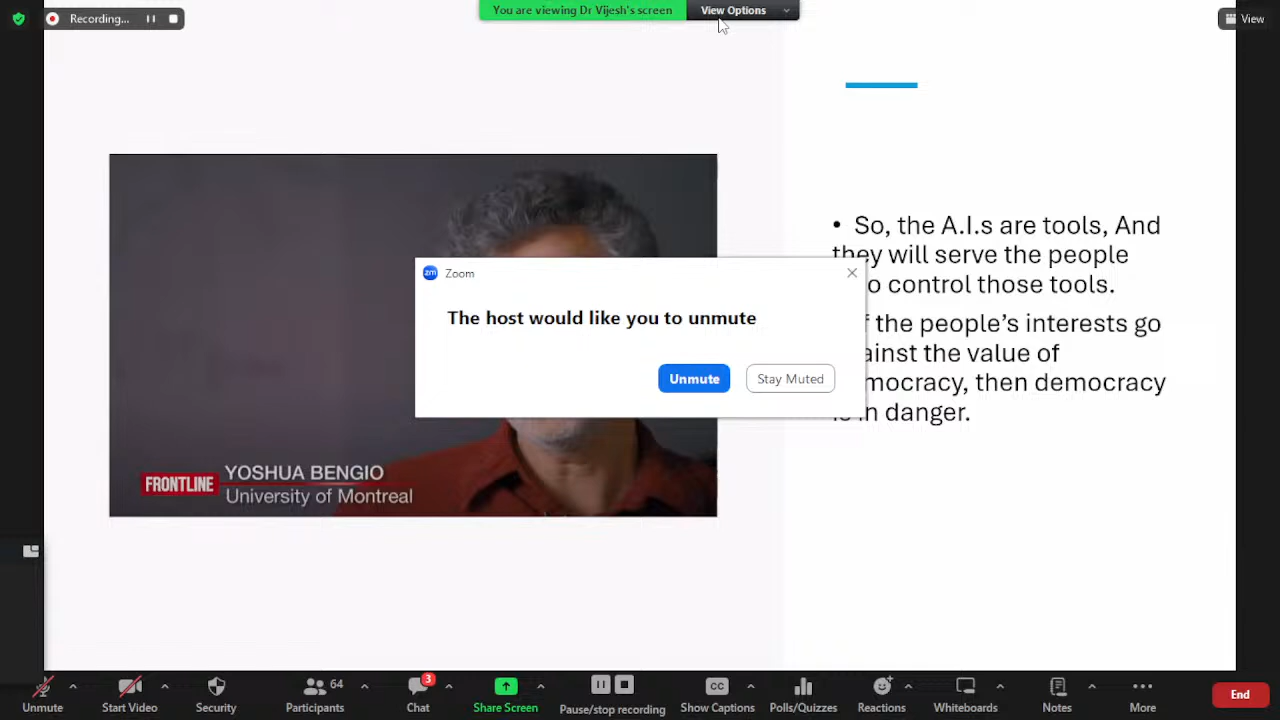 Recording...
You are viewing Dr Vijesh's screen
View Options
View
So, the A.I.s are tools, And
they will serve the people
o control those tools.
f the people's interests go
ainst the value of
mocracy, then democracy
in danger.
zm Zoom
The host would like you to unmute
Unmute
Stay Muted
FRONTLINE
YOSHUA BENGIO
University of Montreal
Unmute
Start Video
Security
64
Participants
3
Chat
Share Screen
Pause/stop recording
CC
Show Captions
Polls/Quizzes
Reactions
Whiteboards
Notes
More
End